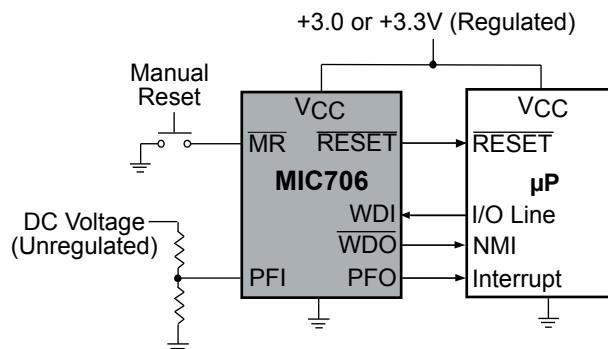 +3.0 or +3.3V (Regulated)
Manual
Reset
VCC
VCC
MR
RESET
RESET
MIC706
µP
DC Voltage
(Unregulated)
WDI
I/O Line
WDO
NMI
PFI
PFO
Interrupt